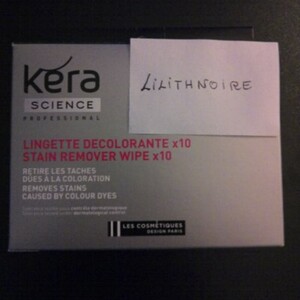 kéra
SCIENCE
PROFESSIONAL
LiLiTHNOIRE
LINGETTE DECOLORANTE x10
STAIN REMOVER WIPE x10
RETIRE LES TACHES
DUES A LA COLORATION
REMOVES STAINS
CAUSED BY COLOUR DYES
LES COSMÉTIQUES
DESIGN PARIS